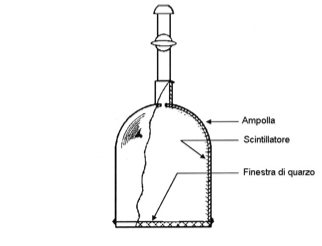 Ampolla
Scintillatore
Finestra di quarzo